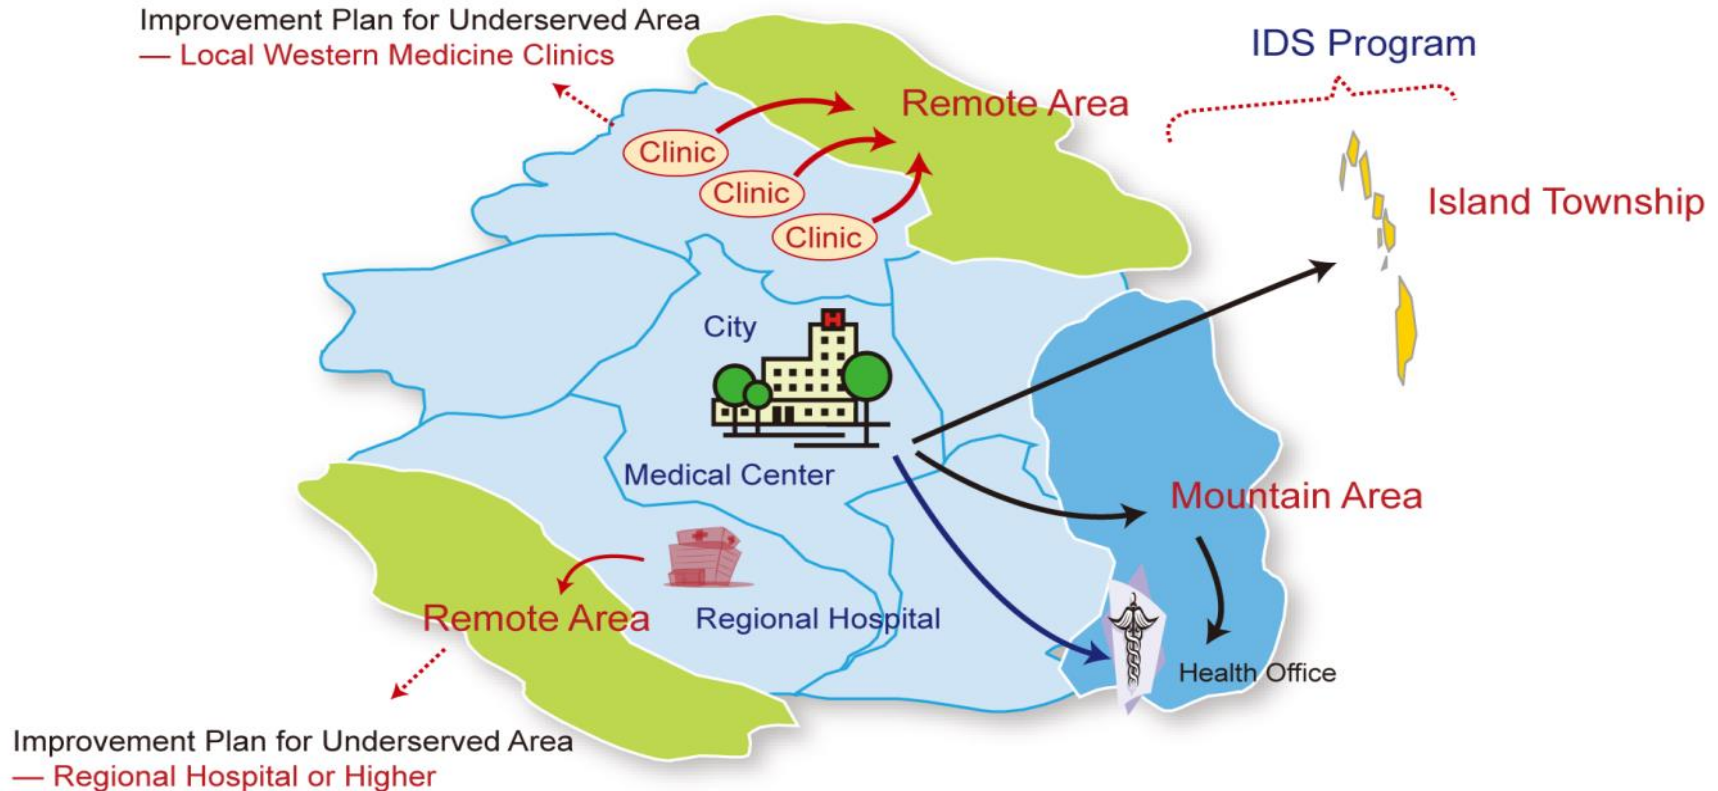 Improvement Plan for Underserved Area
— Local Western Medicine Clinics
IDS Program
Remote Area
Clinic
Clinic
Clinic
Island Township
City
H
Medical Center
Mountain Area
Remote Area
Regional Hospital
Health Office
Improvement Plan for Underserved Area
— Regional Hospital or Higher